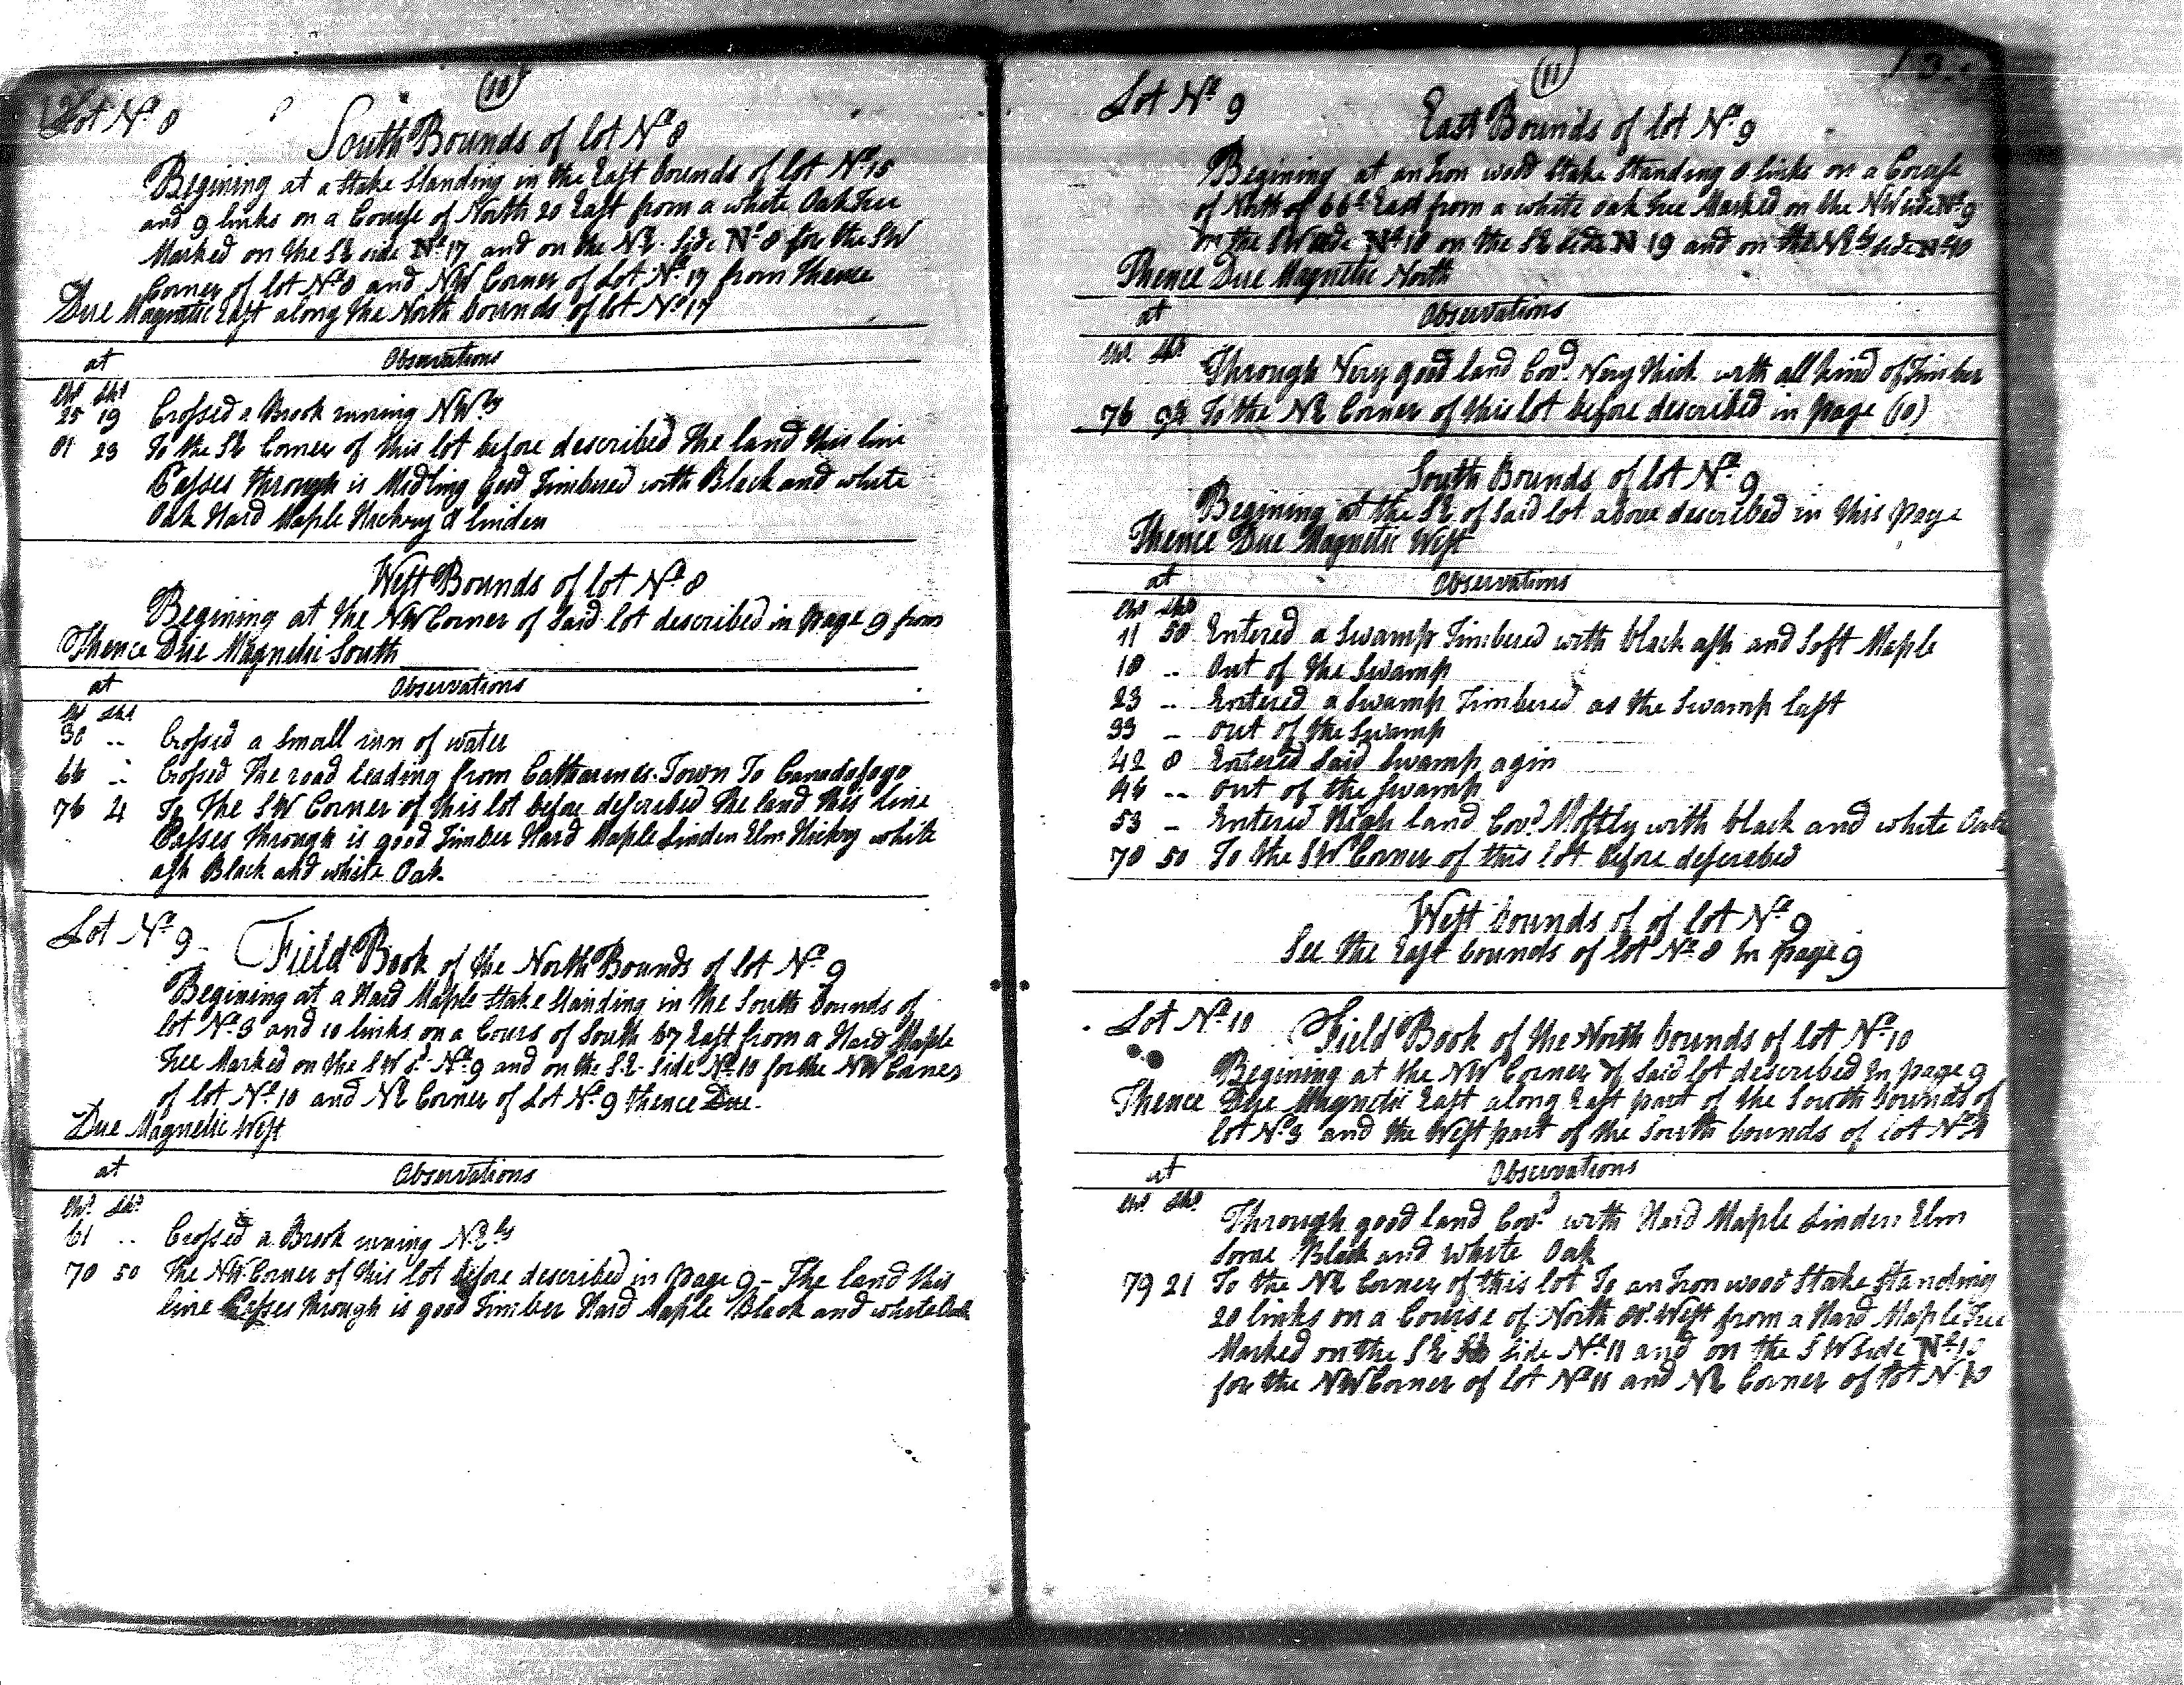 (10)
Lot No 8
South Bounds of lot No 8
Begining at a Stake Standing in the East bounds of lot No 15
and 9 links on a Course of North 20 East from a white Oak Tree
Marked on the SE side No 17 and on the NE Side No 8 for the SW
Corner of lot No 8 and NW Corner of Lot No 17 from Thence
Due Magnetic East along the North bounds of lot No 17
at Observations
Chs Lks
25 19 Crossed a Brook runing NWly
81 23 To the SE Corner of this lot before described The land this line
Passes through is Midling good Timbered with Black and white
Oak Hard Maple Hickory & linden
West Bounds of lot No 8
Begining at the NW Corner of Said lot described in page 9 from
Thence Due Magnetic South
at Observations
Chs Lks
30 .. Crossed a Small run of water
66 .. Crossed The road leading from Catharines Town To Canadasago
76 4 To The SW Corner of this lot before described The land this line
Passes through is good Timber Hard Maple Linden Elm Hickry white
ash Black and white Oak
Lot No 9
Field Book of the North Bounds of lot No 9
Begining at a Hard Maple Stake Standing in the South bounds of
lot No 3 and 10 links on a Cours of South 67 East from a Hard Maple
Tree Marked on the SW s. No 9 and on the S.E. Side No 10 for the NW Corner
of lot No 10 and NE Corner of Lot No 9 thence Due
Due Magnetic West
at Observations
Chs Lks
61 .. Crossed a Brook runing NEly
70 50 The NW Corner of this lot before described in page 9 - The land this
line Passes through is good Timber Hard Maple Black and white Oak
(11)
Lot No 9
East Bounds of lot No 9
Begining at an Iron wood Stake Standing 8 links on a Course
of North of 66d East from a white oak Tree Marked on the NW side No 9
on the SW side No 18 on the SE Side N 19 and on the NEly side No 10
Thence Due Magnetic North
at Observations
Chs Lks
Through Very good land Covd Very thick with all kind of Timber
76 To the NE Corner of this lot before described in page (10)
South Bounds of lot No 9
Begining at the SE of Said lot above described in this page
Thence Due Magnetic West
at Observations
Chs Lks
11 50 Entered a Swamp Timbered with black ash and Soft Maple
18 .. Out of the Swamp
23 .. Entered a Swamp Timbered as the Swamp last
33 - out of the Swamp
42 8 Entered Said Swamp agin
46 .. out of the Swamp
53 - Entered High land Covd Mostly with black and white Oak
70 50 To the SW Corner of this lot before described
West bounds of of lot No 9
See the East bounds of lot No 8 In page 9
Lot No 10
Field Book of the North bounds of lot No 10
Begining at the NW Corner of Said lot described In page 9
Thence Due Magnetic East along East part of the South bounds of
lot No 3 and the West part of the South bounds of lot No 4
at Observations
Chs Lks
Through good land Covd with Hard Maple Linden Elm
Some Black and White Oak
79 21 To the NE Corner of this lot To an Iron wood Stake Standing
20 links on a Course of North West from a Hard Maple Tree
Marked on the SE side No 11 and on the SW Side No 10
for the NW Corner of lot No 11 and NE Corner of lot No 10